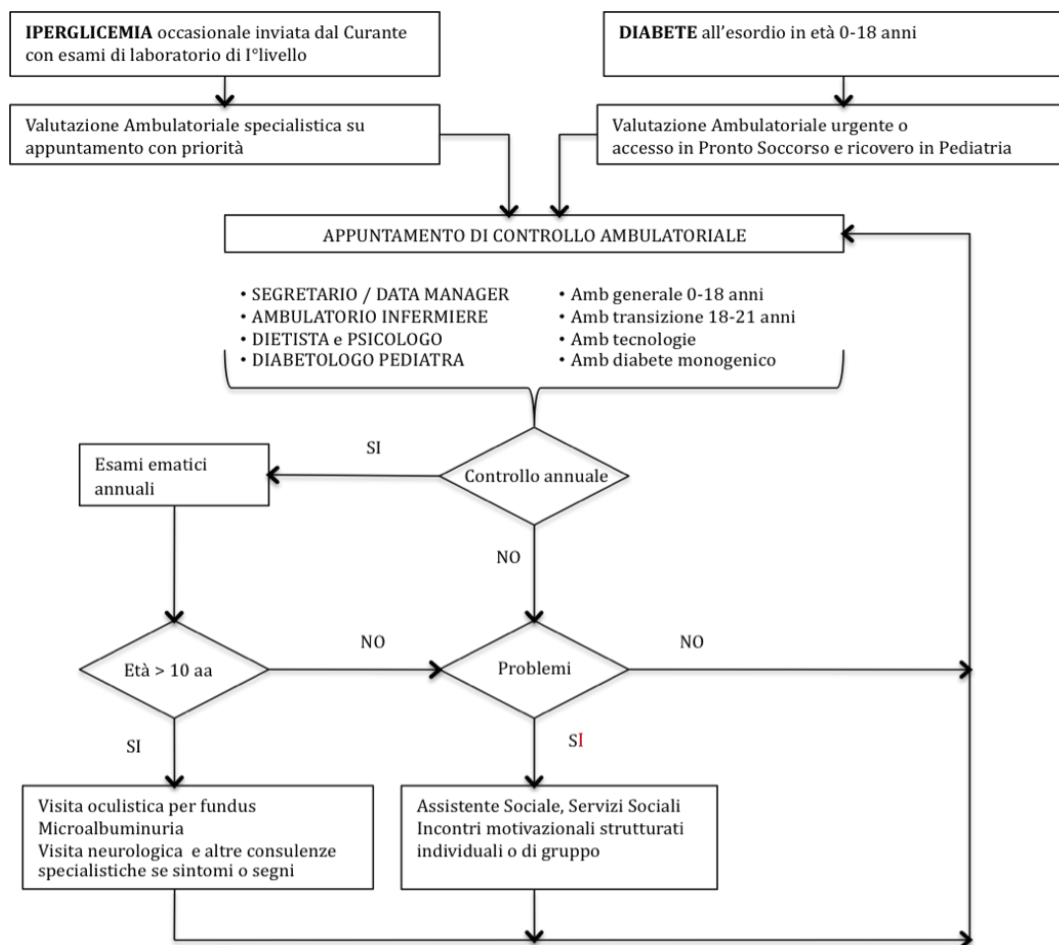 IPERGLICEMIA occasionale inviata dal Curante
con esami di laboratorio di I°livello
DIABETE all'esordio in età 0-18 anni
Valutazione Ambulatoriale specialistica su
appuntamento con priorità
Valutazione Ambulatoriale urgente o
accesso in Pronto Soccorso e ricovero in Pediatria
APPUNTAMENTO DI CONTROLLO AMBULATORIALE
• SEGRETARIO / DATA MANAGER
• AMBULATORIO INFERMIERE
• DIETISTA e PSICOLOGO
• DIABETOLOGO PEDIATRA
• Amb generale 0-18 anni
• Amb transizione 18-21 anni
• Amb tecnologie
• Amb diabete monogenico
SI
Controllo annuale
Esami ematici
annuali
NO
Età > 10 aa
NO
Problemi
NO
SI
SI
Visita oculistica per fundus
Microalbuminuria
Visita neurologica e altre consulenze
specialistiche se sintomi o segni
Assistente Sociale, Servizi Sociali
Incontri motivazionali strutturati
individuali o di gruppo